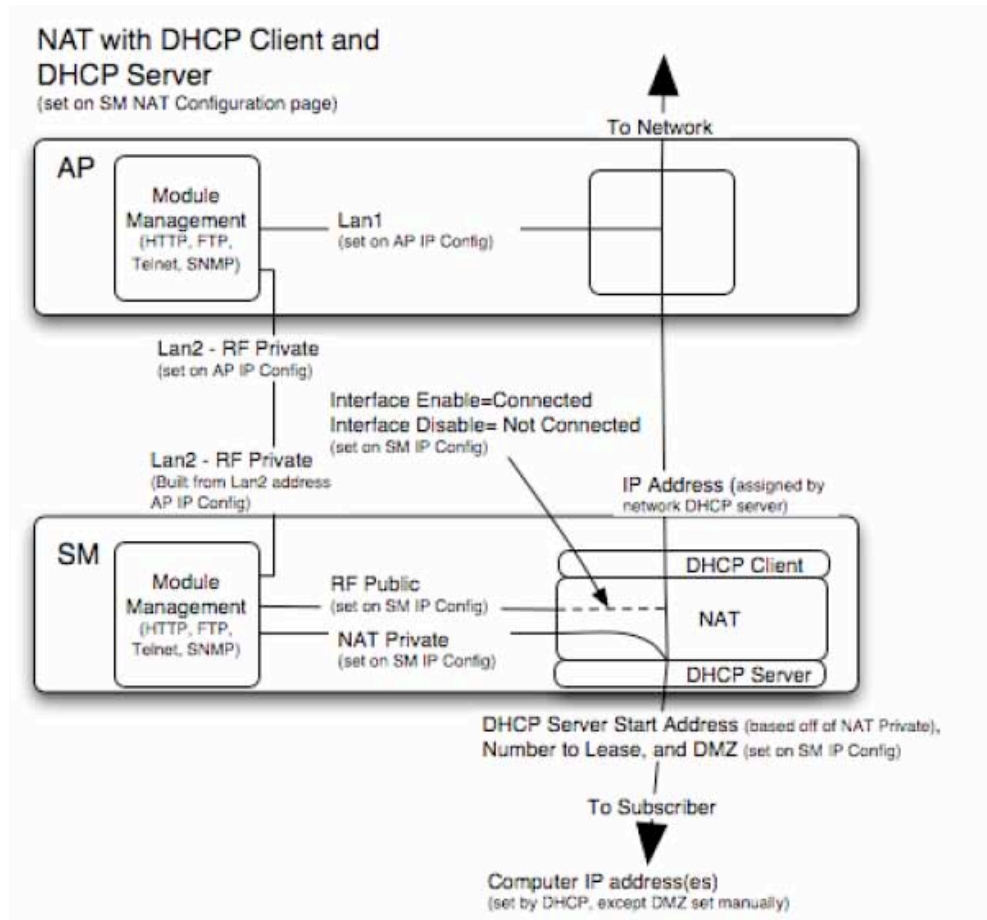 NAT with DHCP Client and
DHCP Server
(set on SM NAT Configuration page)
To Network
AP
Module
Management
(HTTP, FTP,
Telnet, SNMP)
Lan1
(set on AP IP Config)
Lan2 - RF Private
(set on AP IP Config)
Interface Enable=Connected
Interface Disable= Not Connected
(set on SM IP Config)
Lan2 - RF Private
(Built from Lan2 address
AP IP Config)
IP Address (assigned by
network DHCP server)
SM
Module
Management
(HTTP, FTP,
Telnet, SNMP)
RF Public
(set on SM IP Config)
NAT Private
(set on SM IP Config)
DHCP Client
NAT
DHCP Server
DHCP Server Start Address (based off of NAT Private),
Number to Lease, and DMZ (set on SM IP Config)
To Subscriber
Computer IP address(es)
(set by DHCP, except DMZ set manually)